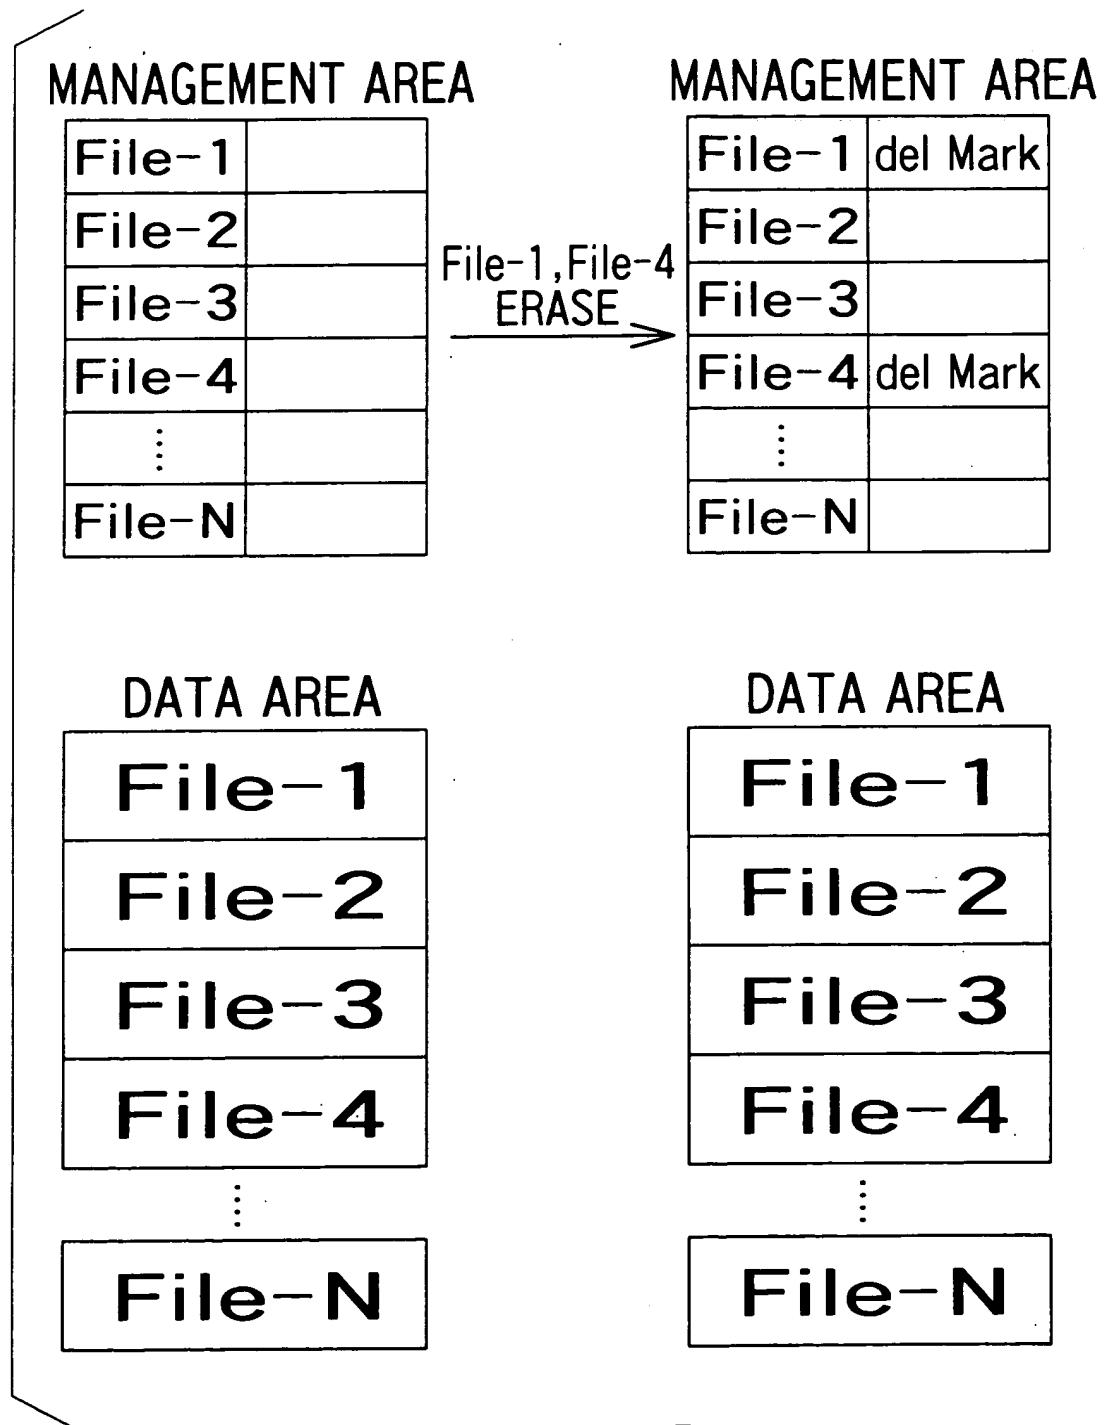 MANAGEMENT AREA
File-1
File-2
File-3
File-4
⋮
File-N
File-1,File-4
ERASE
MANAGEMENT AREA
File-1 del Mark
File-2
File-3
File-4 del Mark
⋮
File-N
DATA AREA
File-1
File-2
File-3
File-4
⋮
File-N
DATA AREA
File-1
File-2
File-3
File-4
⋮
File-N